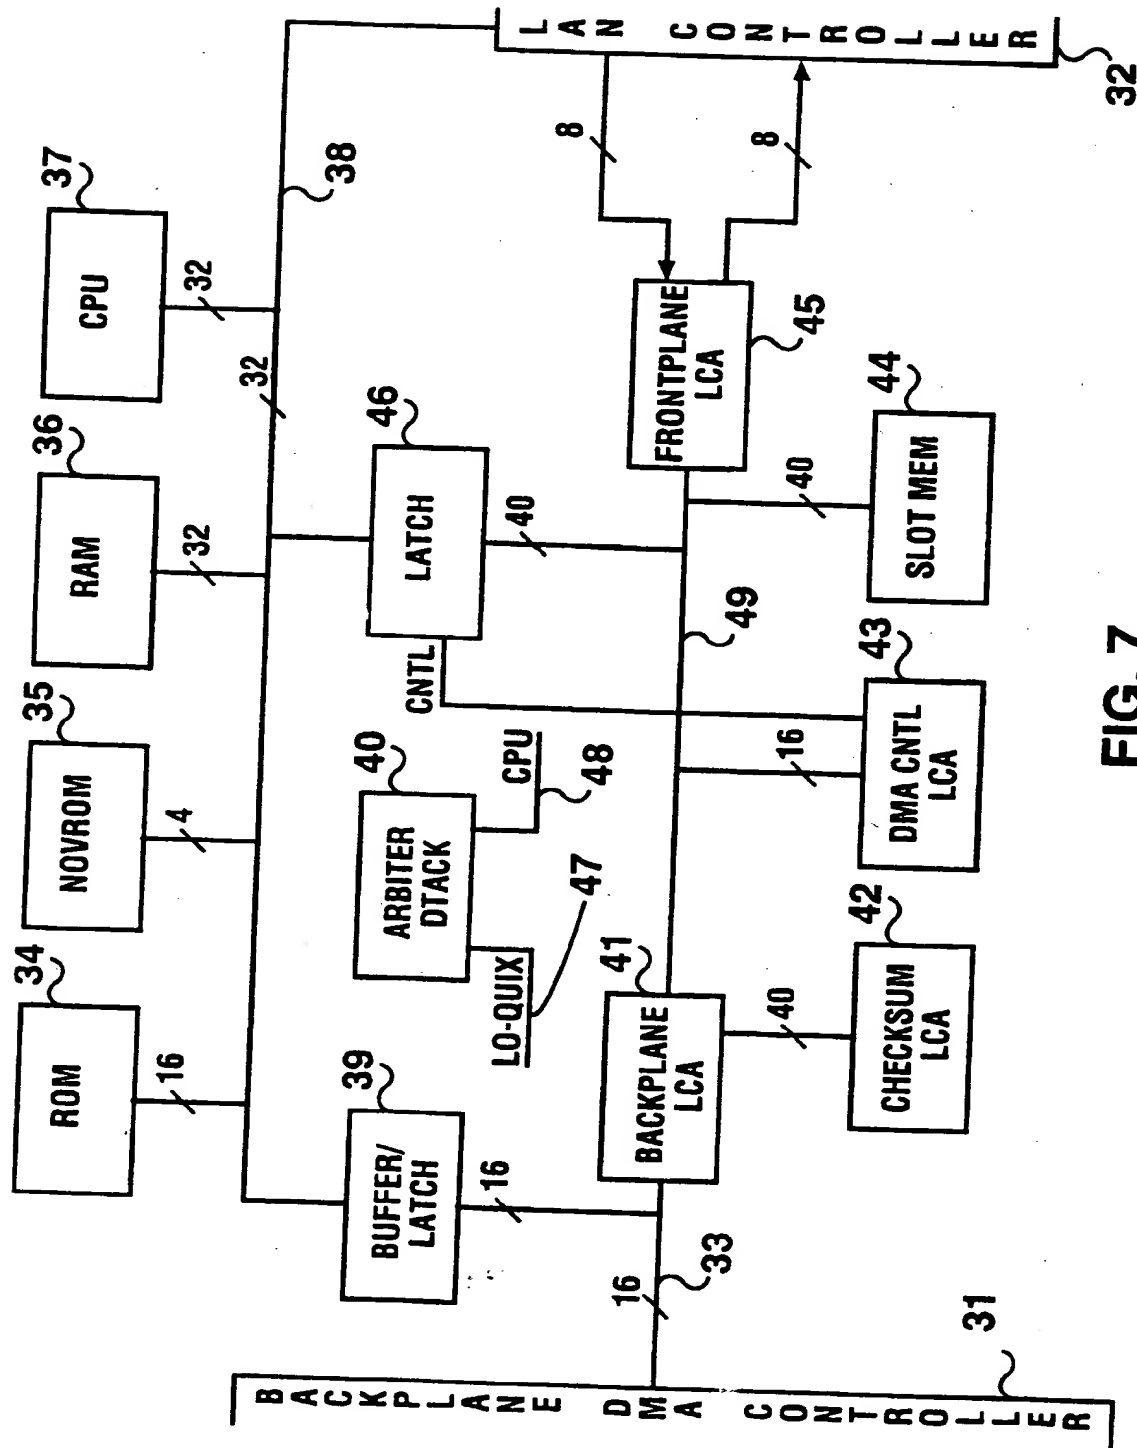 34
ROM
16
35
NOVROM
4
36
RAM
32
37
CPU
32
32
38
39
BUFFER/
LATCH
16
40
ARBITER
DTACK
LO-QUIX
47
CPU
48
46
LATCH
CNTL
40
BACKPLANE DMA CONTROLLER
31
16
33
41
BACKPLANE
LCA
49
FRONTPLANE
LCA
45
8
8
LAN CONTROLLER
32
40
42
CHECKSUM
LCA
16
43
DMA CNTL
LCA
40
44
SLOT MEM
FIG. 7